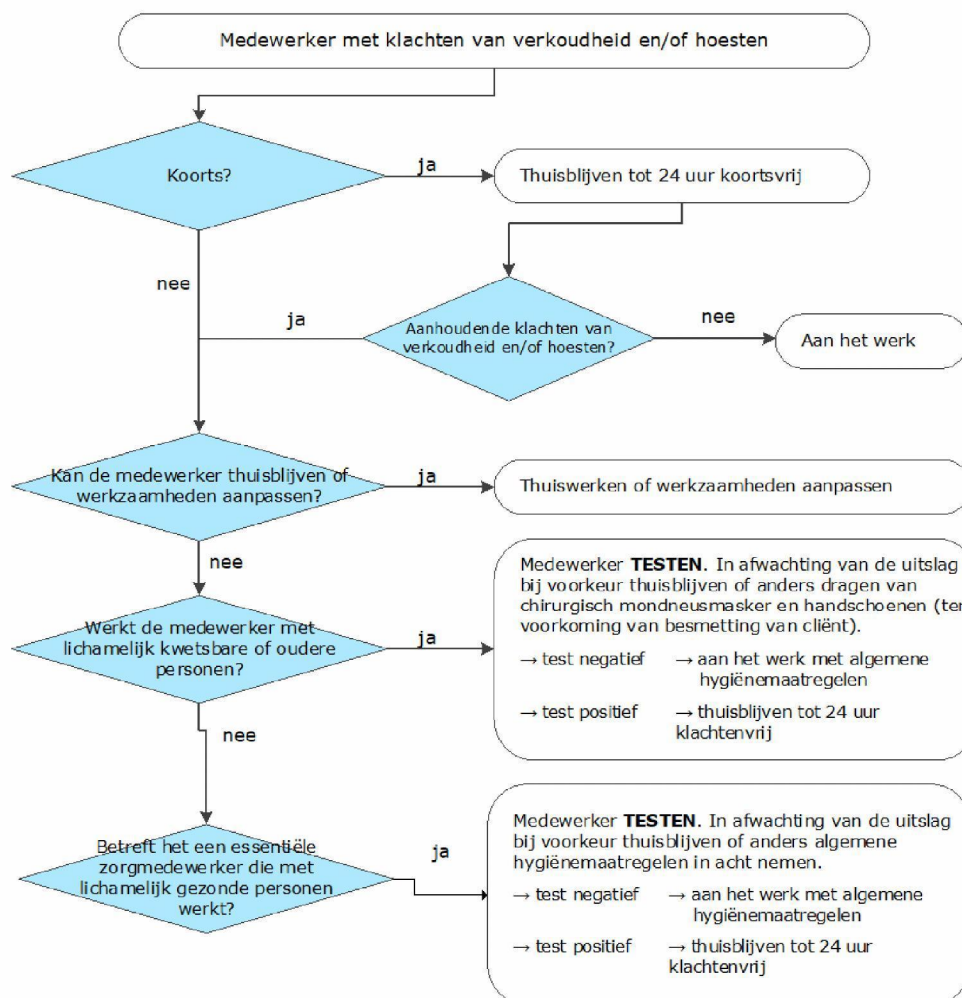 Medewerker met klachten van verkoudheid en/of hoesten
Koorts?
ja
Thuisblijven tot 24 uur koortsvrij
nee
ja
Aanhoudende klachten van
verkoudheid en/of hoesten?
nee
Aan het werk
Kan de medewerker thuisblijven of
werkzaamheden aanpassen?
ja
Thuiswerken of werkzaamheden aanpassen
nee
Werkt de medewerker met
lichamelijk kwetsbare of oudere
personen?
ja
Medewerker TESTEN. In afwachting van de uitslag
bij voorkeur thuisblijven of anders dragen van
chirurgisch mondneusmasker en handschoenen (ter
voorkoming van besmetting van cliënt).
→ test negatief → aan het werk met algemene
hygiënemaatregelen
→ test positief → thuisblijven tot 24 uur
klachtenvrij
nee
Betreft het een essentiële
zorgmedewerker die met
lichamelijk gezonde personen
werkt?
ja
Medewerker TESTEN. In afwachting van de uitslag
bij voorkeur thuisblijven of anders algemene
hygiënemaatregelen in acht nemen.
→ test negatief → aan het werk met algemene
hygiënemaatregelen
→ test positief → thuisblijven tot 24 uur
klachtenvrij